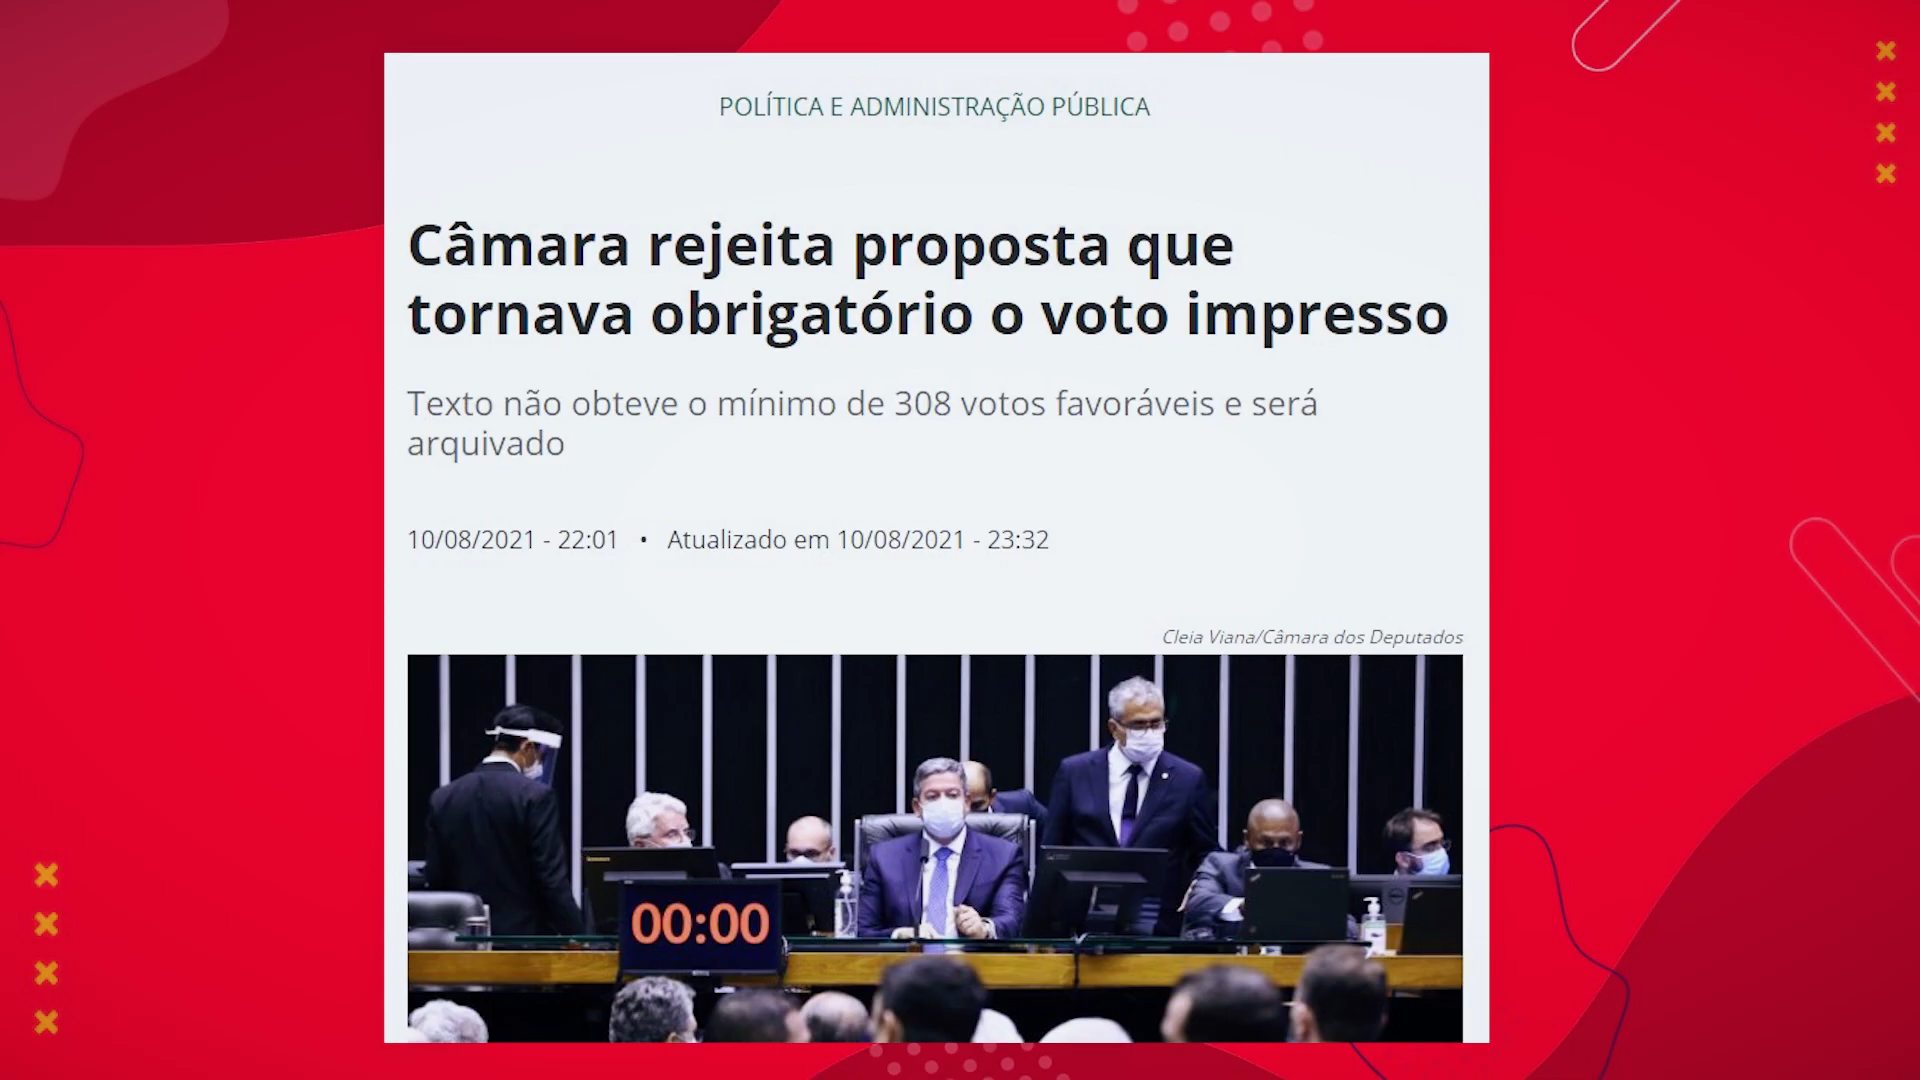 POLÍTICA E ADMINISTRAÇÃO PÚBLICA
Câmara rejeita proposta que
tornava obrigatório o voto impresso
Texto não obteve o mínimo de 308 votos favoráveis e será
arquivado
10/08/2021 - 22:01 • Atualizado em 10/08/2021 - 23:32
Cleia Viana/Câmara dos Deputados
00:00